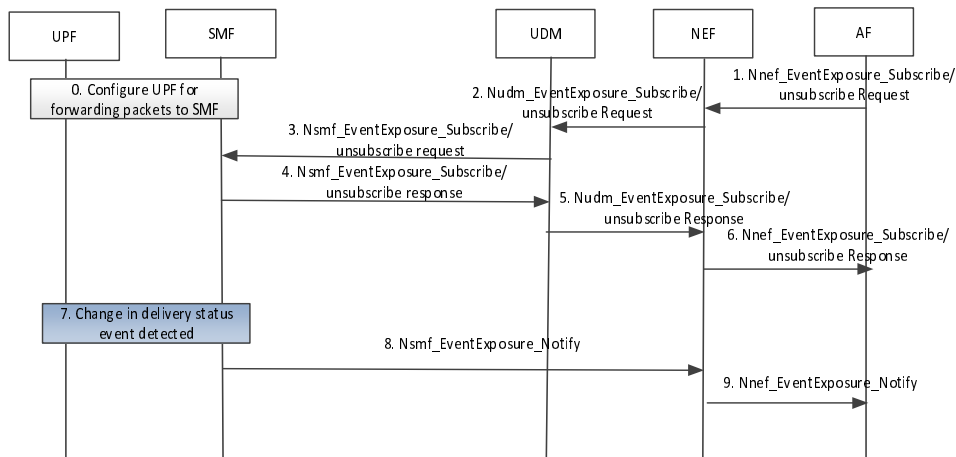 UPF
SMF
UDM
NEF
AF
0. Configure UPF for
forwarding packets to SMF
1. Nnef_EventExposure_Subscribe/
unsubscribe Request
2. Nudm_EventExposure_Subscribe/
unsubscribe Request
3. Nsmf_EventExposure_Subscribe/
unsubscribe request
4. Nsmf_EventExposure_Subscribe/
unsubscribe response
5. Nudm_EventExposure_Subscribe/
unsubscribe Response
6. Nnef_EventExposure_Subscribe/
unsubscribe Response
7. Change in delivery status
event detected
8. Nsmf_EventExposure_Notify
9. Nnef_EventExposure_Notify